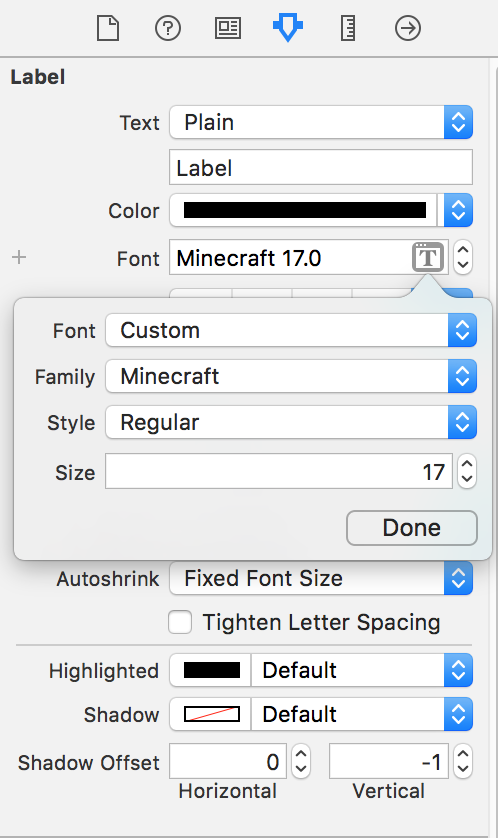 Label
Text Plain
Label
Color
Font Minecraft 17.0 T
Font Custom
Family Minecraft
Style Regular
Size 17
Done
Autoshrink Fixed Font Size
Tighten Letter Spacing
Highlighted Default
Shadow Default
Shadow Offset 0 -1
Horizontal Vertical